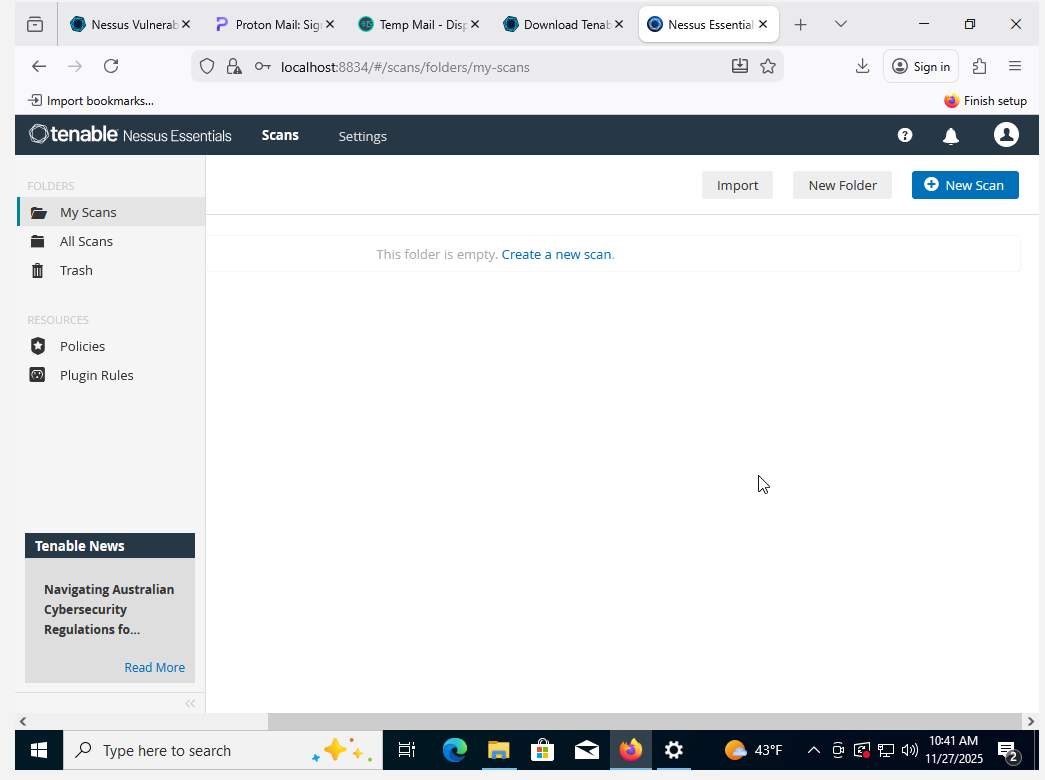 Nessus Vulnerab
Proton Mail: Sig
Temp Mail - Disp
Download Tenab
Nessus Essential
localhost:8834/#/scans/folders/my-scans
Sign in
Import bookmarks...
Finish setup
tenable Nessus Essentials
Scans
Settings
FOLDERS
My Scans
All Scans
Trash
RESOURCES
Policies
Plugin Rules
Import
New Folder
New Scan
This folder is empty. Create a new scan.
Tenable News
Navigating Australian
Cybersecurity
Regulations fo...
Read More
Type here to search
43°F
10:41 AM
11/27/2025
2